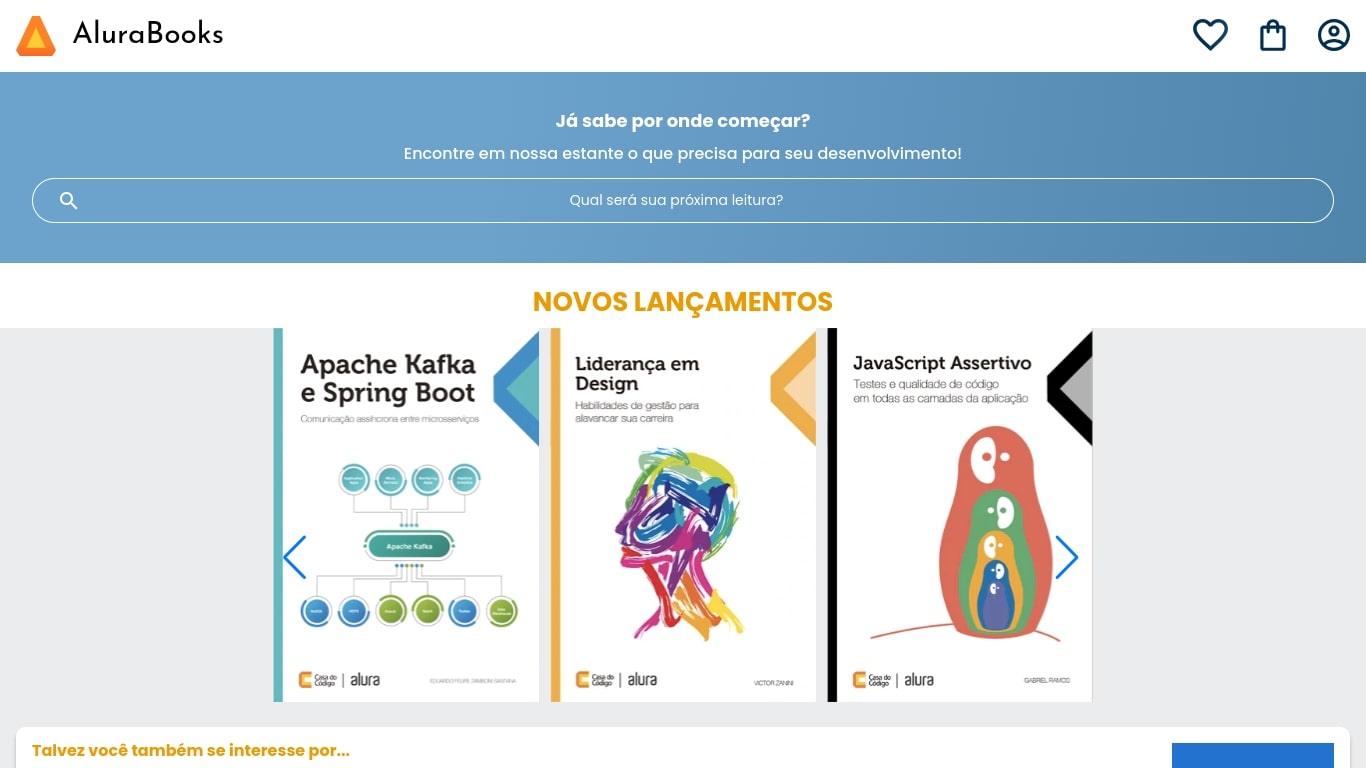 AluraBooks
Já sabe por onde começar?
Encontre em nossa estante o que precisa para seu desenvolvimento!
Qual será sua próxima leitura?
NOVOS LANÇAMENTOS
Apache Kafka
e Spring Boot
Comunicação assíncrona entre microsserviços
Apache Kafka
Casa do
Código
alura
EDUARDO FELIPE ZAMBOM SANTANA
Liderança em
Design
Habilidades de gestão para
alavancar sua carreira
Casa do
Código
alura
VICTOR ZANINI
JavaScript Assertivo
Testes e qualidade de código
em todas as camadas da aplicação
Casa do
Código
alura
GABRIEL RAMOS
Talvez você também se interesse por...